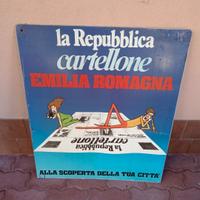 la Repubblica
cartellone
EMILIA ROMAGNA
la Repubblica
cartellone
ALLA SCOPERTA DELLA TUA CITTA'